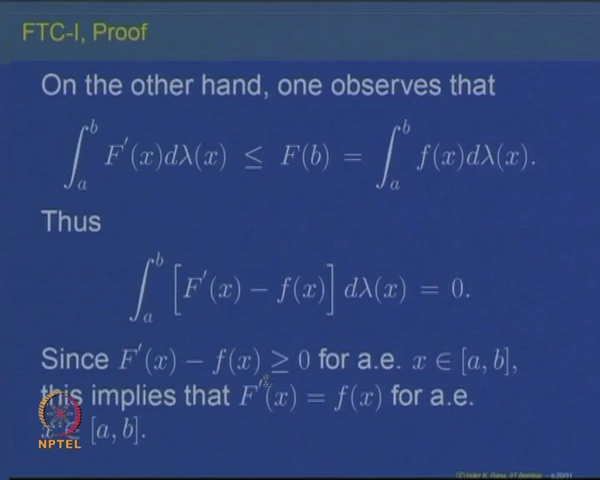 FTC-I, Proof
On the other hand, one observes that
∫_a^b F′(x)dλ(x) ≤ F(b) = ∫_a^b f(x)dλ(x).
Thus
∫_a^b [F′(x) − f(x)] dλ(x) = 0.
Since F′(x) − f(x) ≥ 0 for a.e. x ∈ [a, b],
this implies that F′(x) = f(x) for a.e.
x ∈ [a, b].
NPTEL